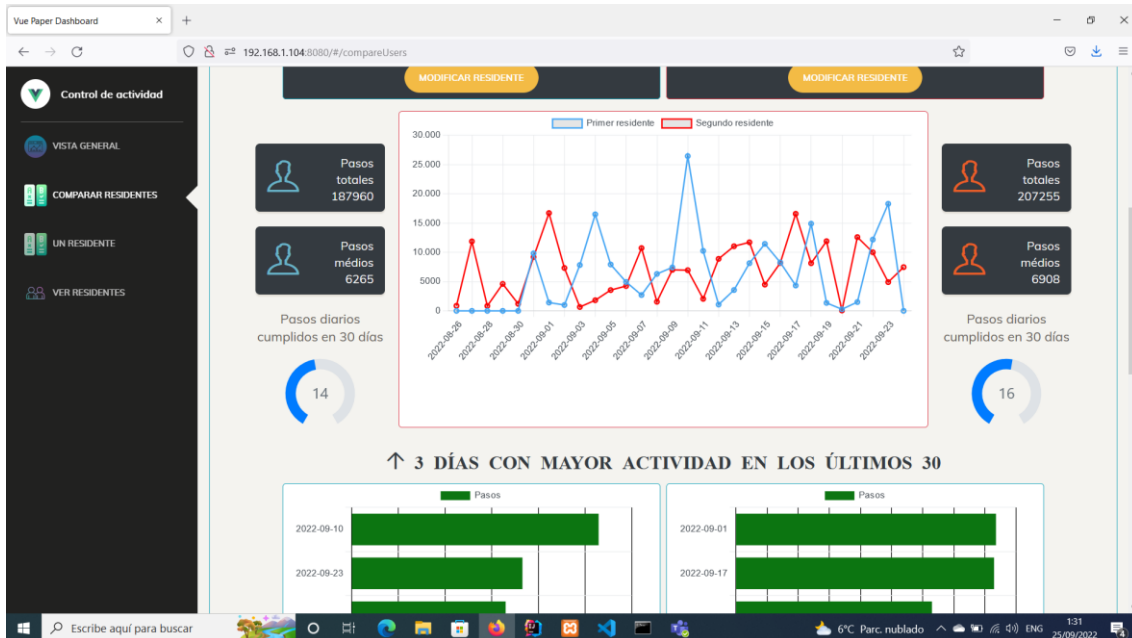 Vue Paper Dashboard
192.168.1.104:8080/#/compareUsers
Control de actividad
VISTA GENERAL
COMPARAR RESIDENTES
UN RESIDENTE
VER RESIDENTES
MODIFICAR RESIDENTE
MODIFICAR RESIDENTE
Pasos
totales
187960
Pasos
médios
6265
Pasos diarios
cumplidos en 30 días
14
Primer residente Segundo residente
30.000
25.000
20.000
15.000
10.000
5000
0
2022-08-26
2022-08-28
2022-08-30
2022-09-01
2022-09-03
2022-09-05
2022-09-07
2022-09-09
2022-09-11
2022-09-13
2022-09-15
2022-09-17
2022-09-19
2022-09-21
2022-09-23
Pasos
totales
207255
Pasos
médios
6908
Pasos diarios
cumplidos en 30 días
16
3 DÍAS CON MAYOR ACTIVIDAD EN LOS ÚLTIMOS 30
Pasos
2022-09-10
2022-09-23
Pasos
2022-09-01
2022-09-17
Escribe aquí para buscar
6°C Parc. nublado
ENG
1:31
25/09/2022